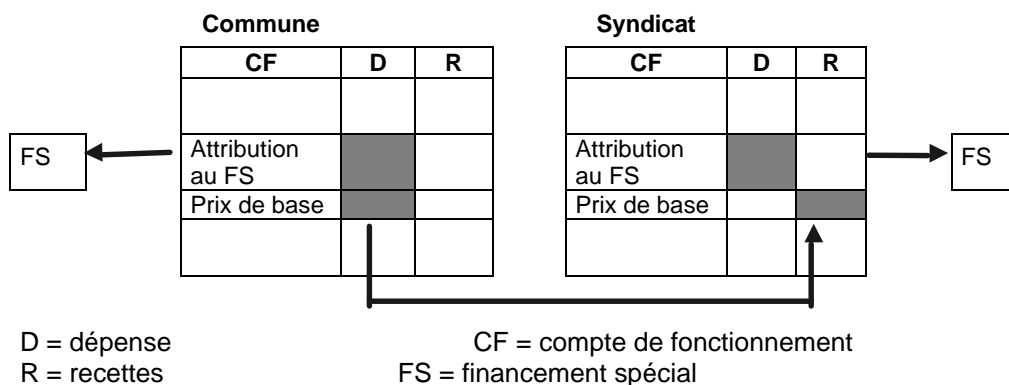 Commune
Syndicat
CF D R
CF D R
FS
Attribution
au FS
Prix de base
Attribution
au FS
Prix de base
FS
D = dépense
CF = compte de fonctionnement
R = recettes
FS = financement spécial